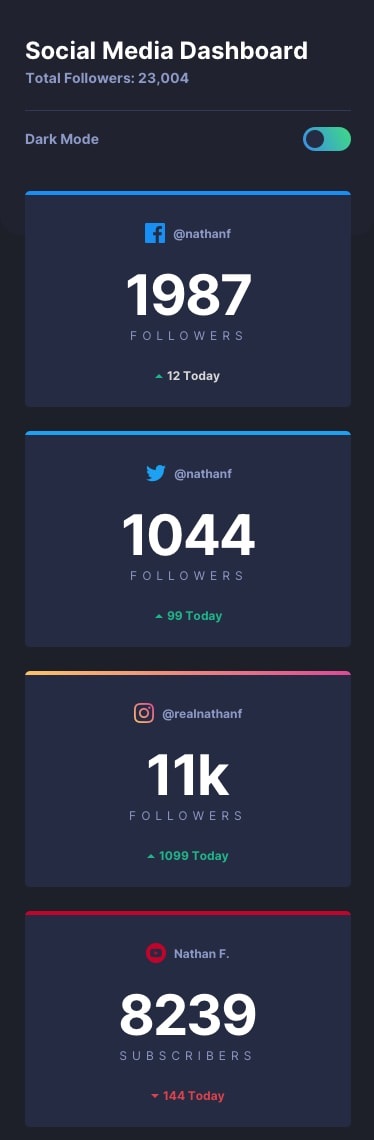 Social Media Dashboard
Total Followers: 23,004
Dark Mode
@nathanf
1987
FOLLOWERS
12 Today
@nathanf
1044
FOLLOWERS
99 Today
@realnathanf
11k
FOLLOWERS
1099 Today
Nathan F.
8239
SUBSCRIBERS
144 Today